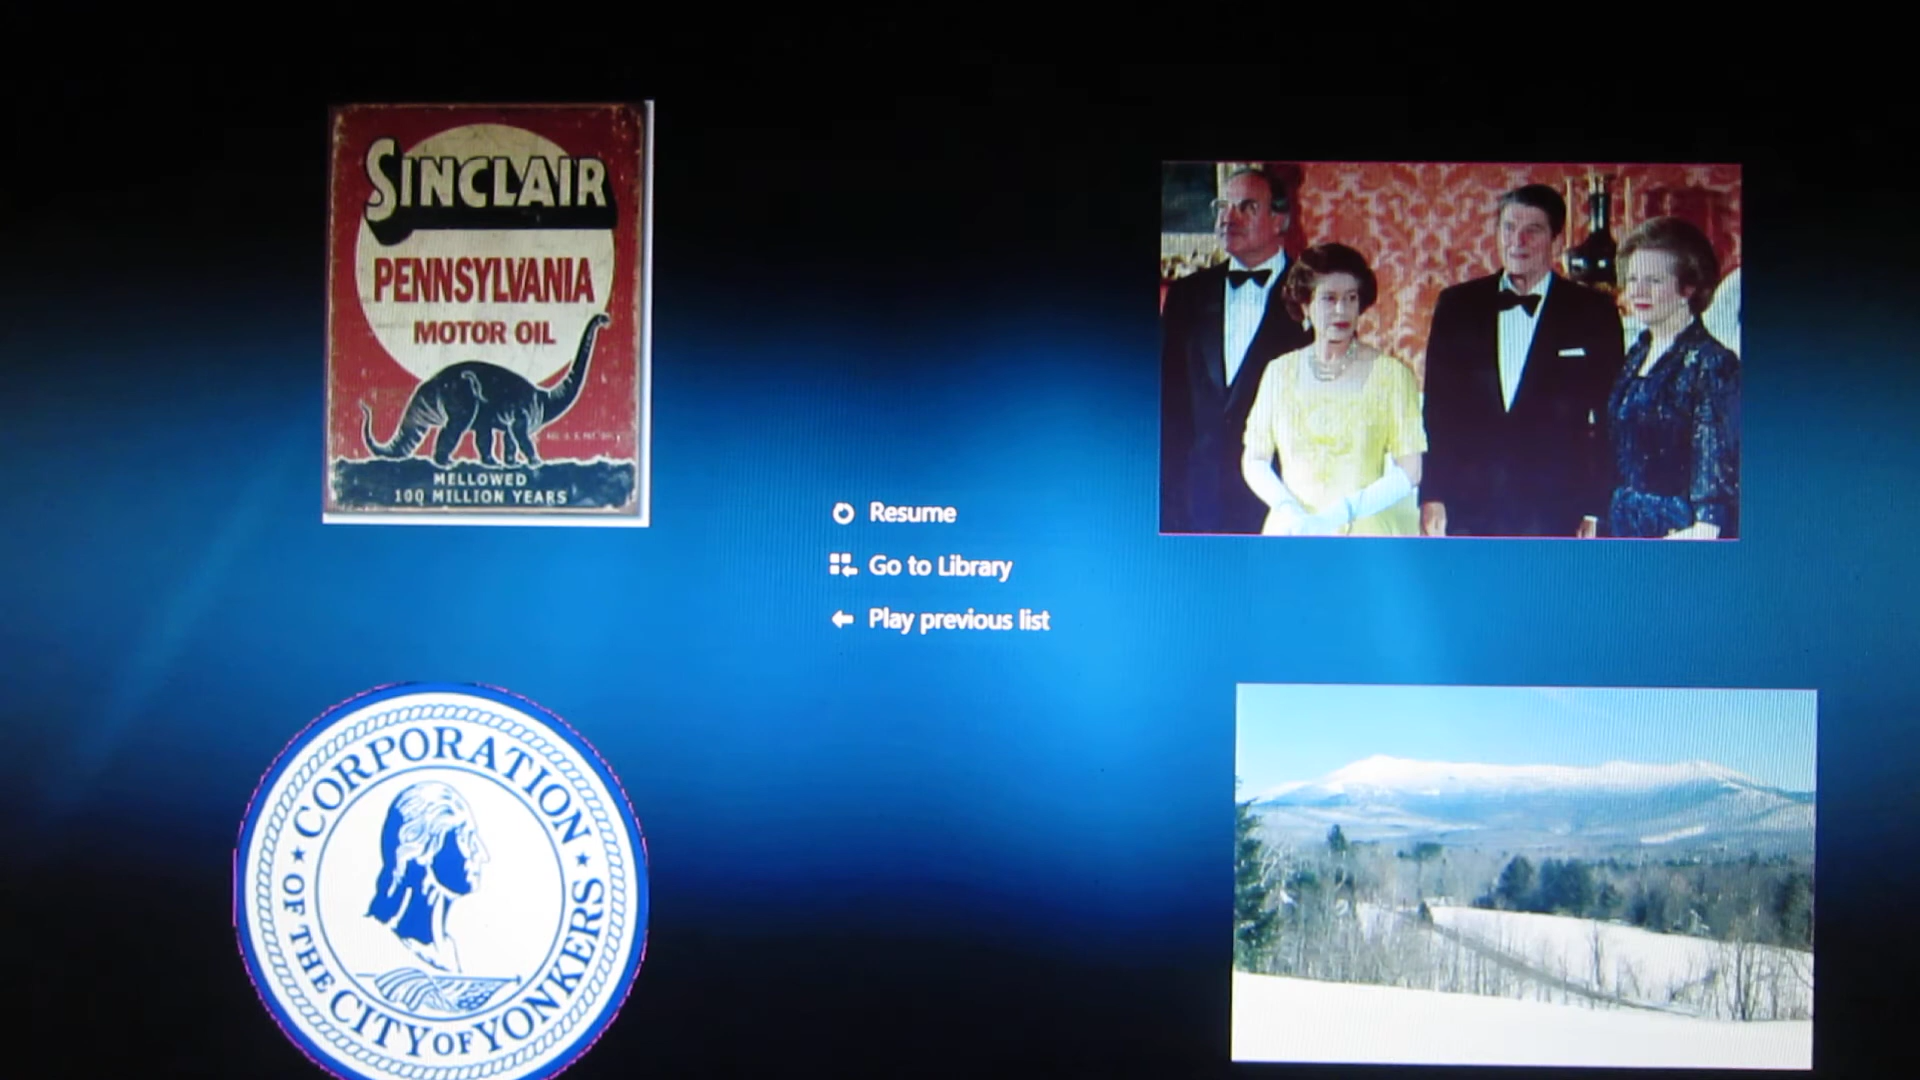 SINCLAIR
PENNSYLVANIA
MOTOR OIL
MELLOWED
100 MILLION YEARS
Resume
Go to Library
Play previous list
CORPORATION
OF THE CITY OF YONKERS